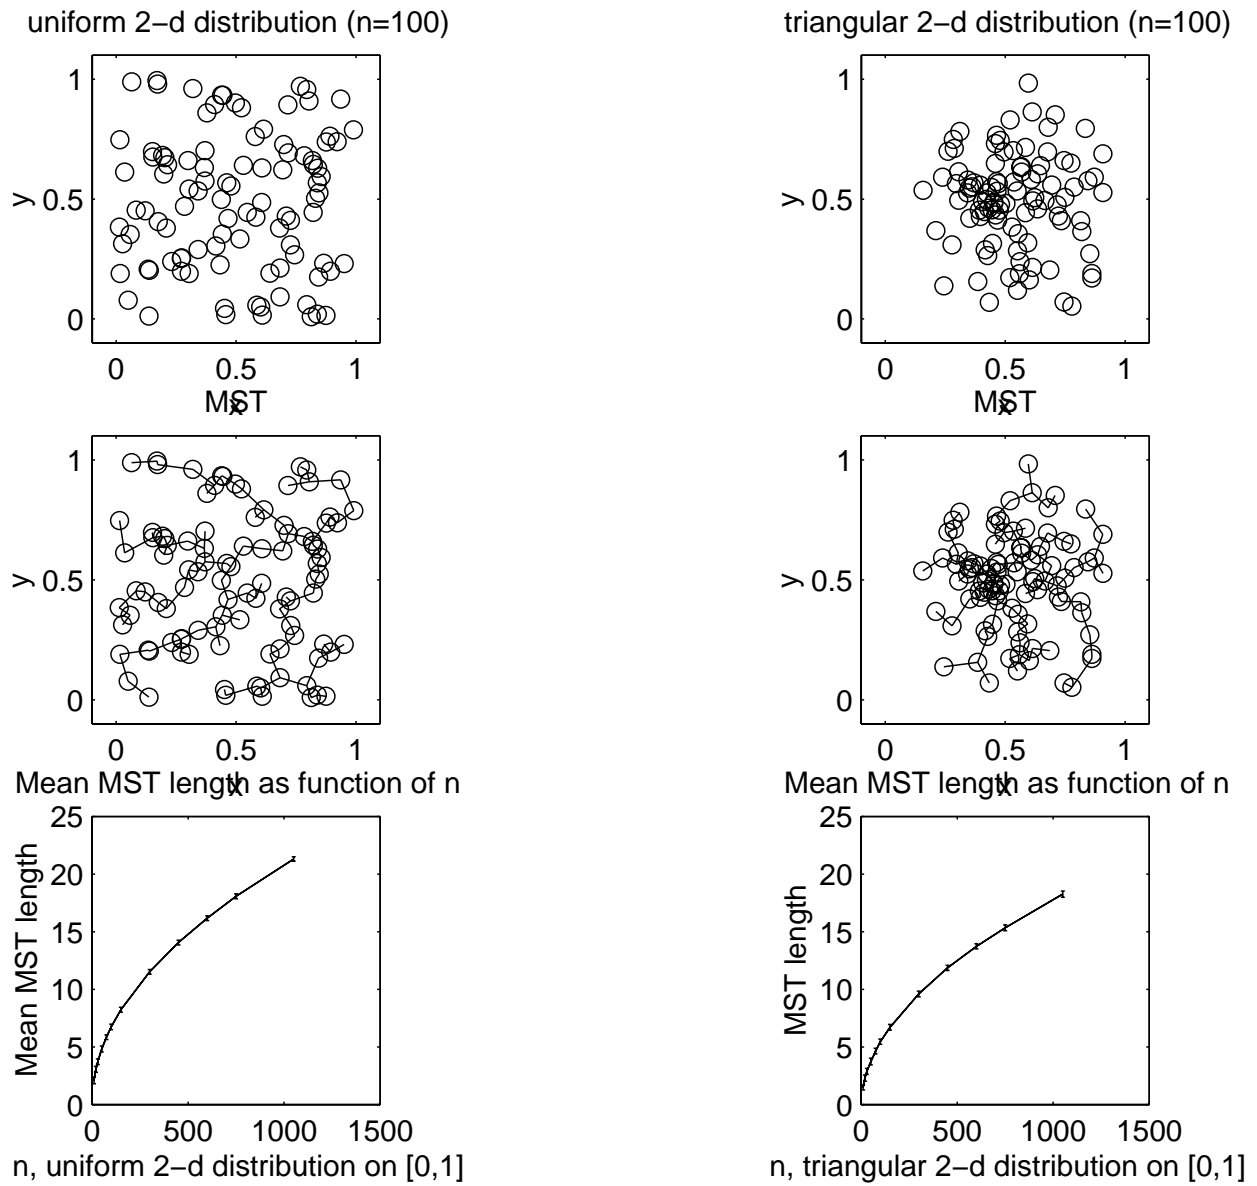 uniform 2−d distribution (n=100)
1
0.5
0
y
0 0.5 1
x
MST
1
0.5
0
y
0 0.5 1
x
Mean MST length as function of n
25
20
15
10
5
0
Mean MST length
0 500 1000 1500
n, uniform 2−d distribution on [0,1]
triangular 2−d distribution (n=100)
1
0.5
0
y
0 0.5 1
x
MST
1
0.5
0
y
0 0.5 1
x
Mean MST length as function of n
25
20
15
10
5
0
MST length
0 500 1000 1500
n, triangular 2−d distribution on [0,1]